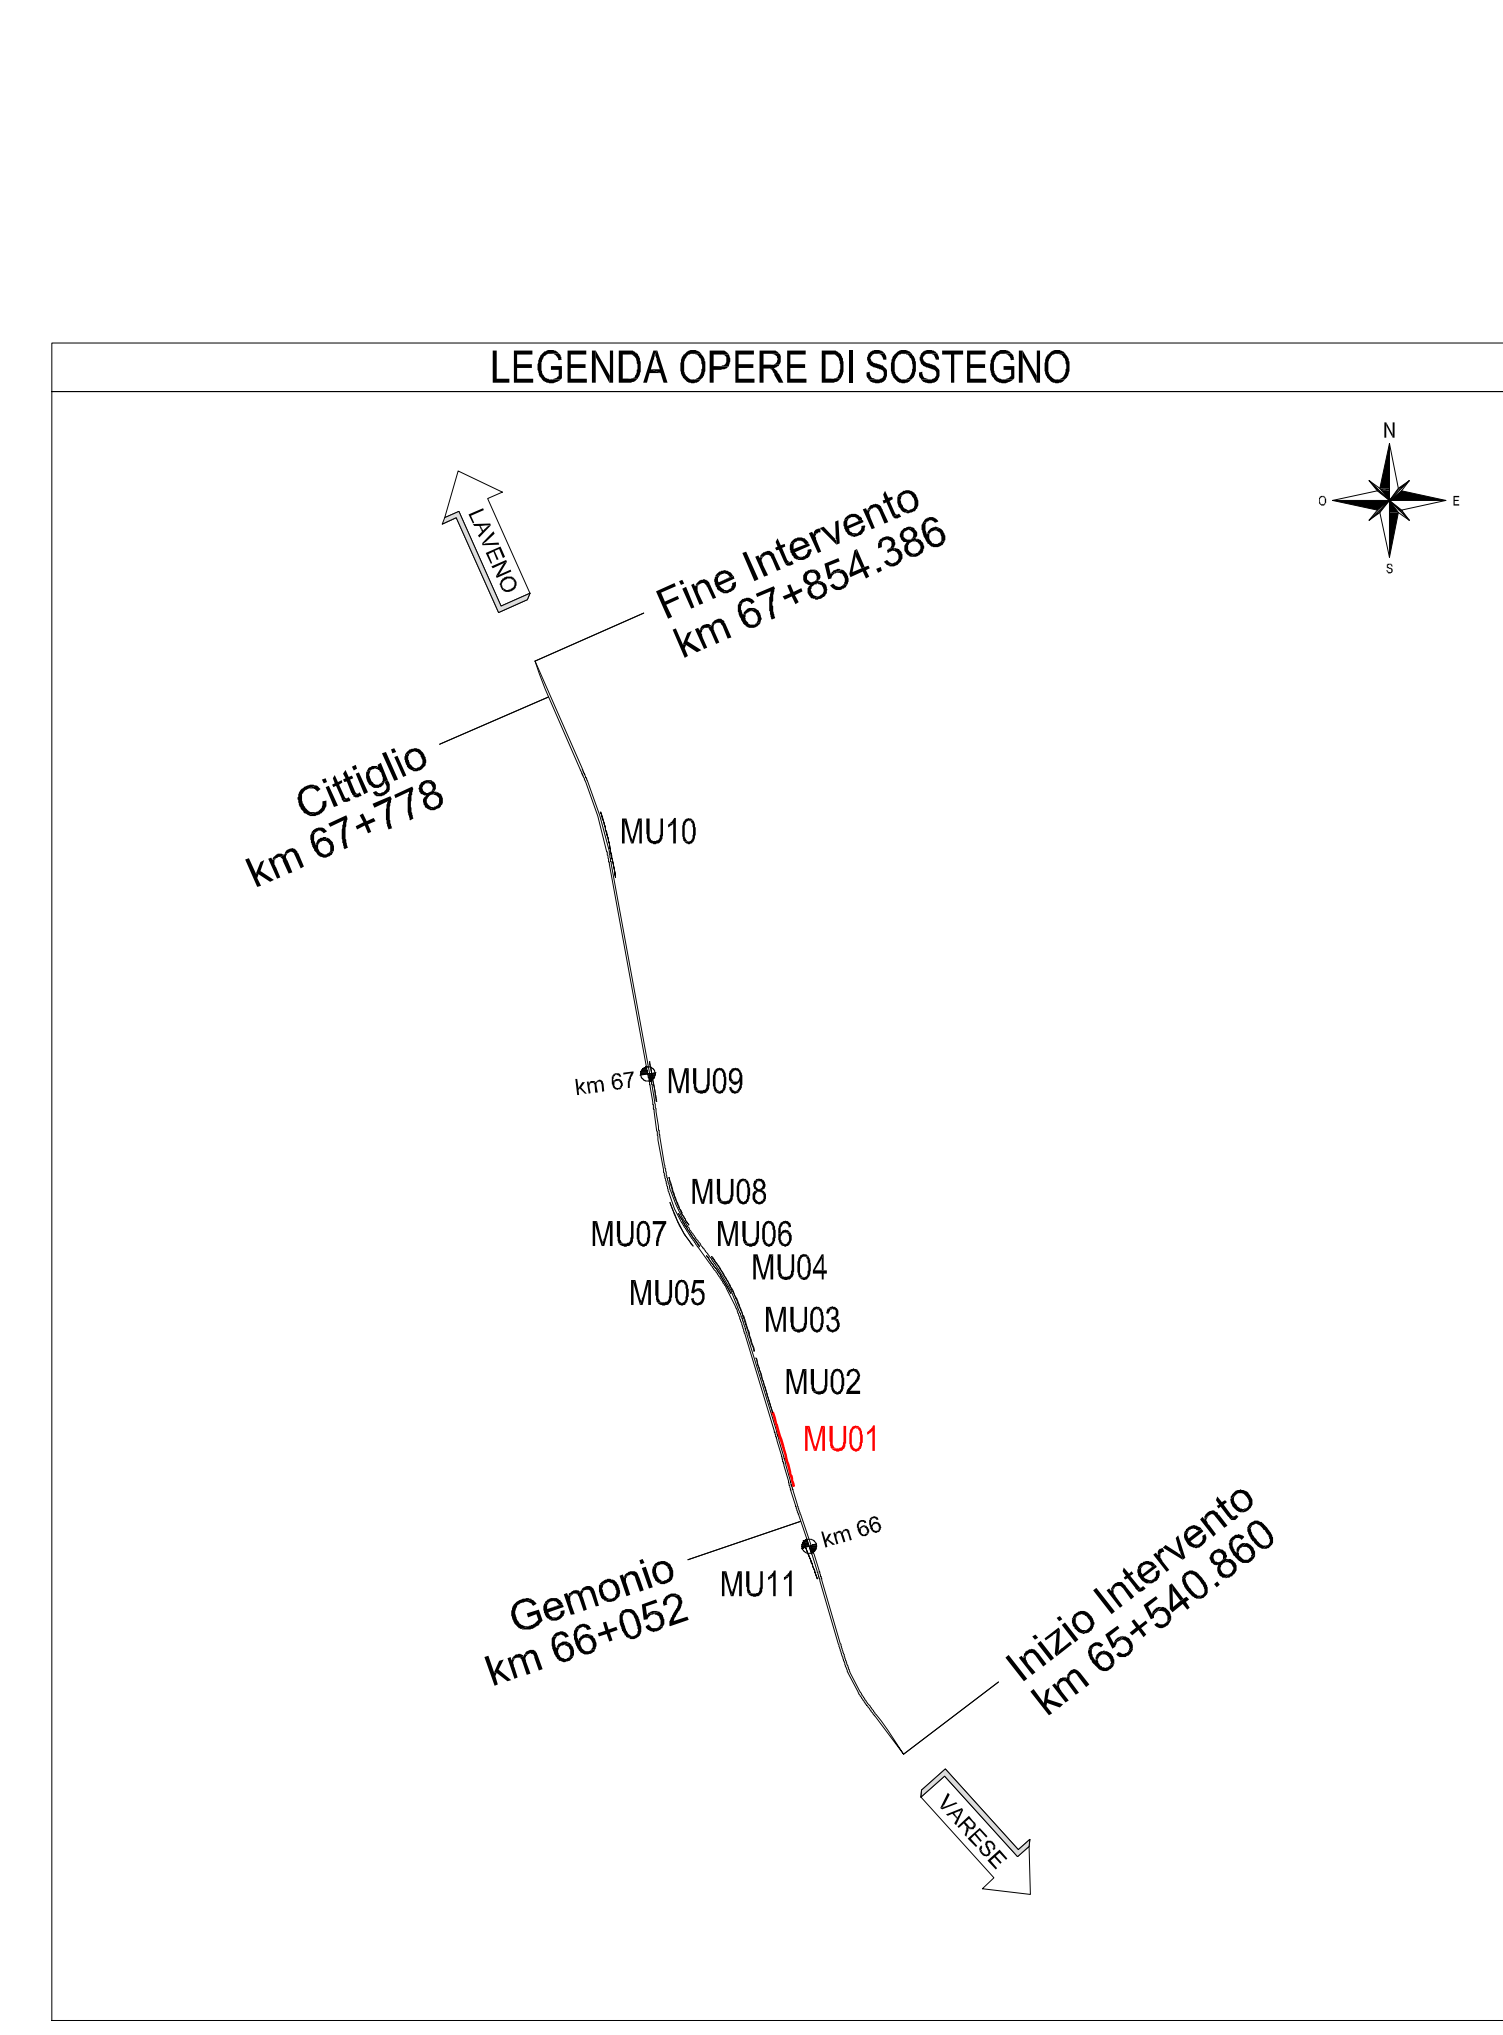 LEGENDA OPERE DI SOSTEGNO
N
O
E
S
LAVENO
Fine Intervento
km 67+854.386
Cittiglio
km 67+778
MU10
km 67
MU09
MU08
MU07
MU06
MU04
MU05
MU03
MU02
MU01
km 66
Gemonio
km 66+052
MU11
Inizio Intervento
km 65+540.860
VARESE